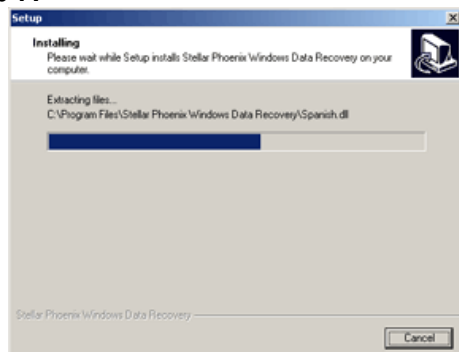 Setup
Installing
Please wait while Setup installs Stellar Phoenix Windows Data Recovery on your
computer.
Extracting files...
C:\Program Files\Stellar Phoenix Windows Data Recovery\Spanish.dll
Stellar Phoenix Windows Data Recovery
Cancel